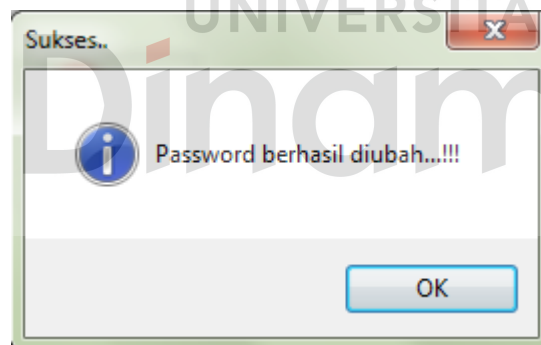 UNIVERSITA
Sukses..
Dinam
Password berhasil diubah...!!!
OK